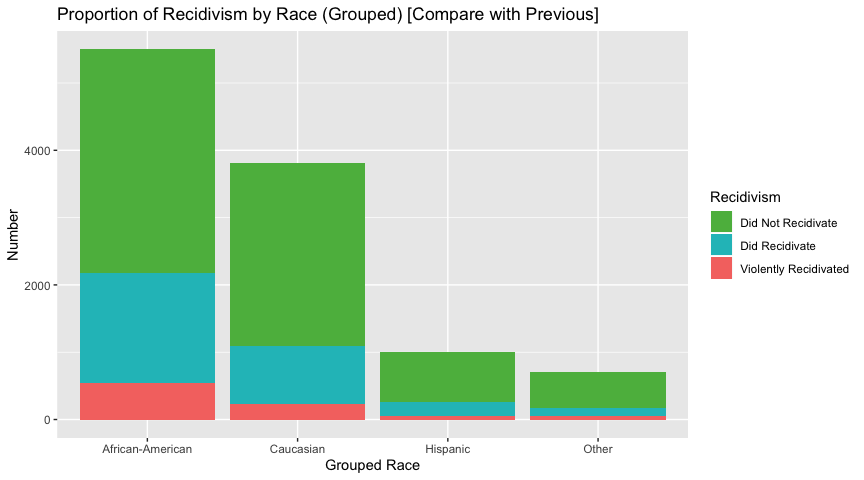 Proportion of Recidivism by Race (Grouped) [Compare with Previous]
Number
4000
2000
0
African-American
Caucasian
Hispanic
Other
Grouped Race
Recidivism
Did Not Recidivate
Did Recidivate
Violently Recidivated